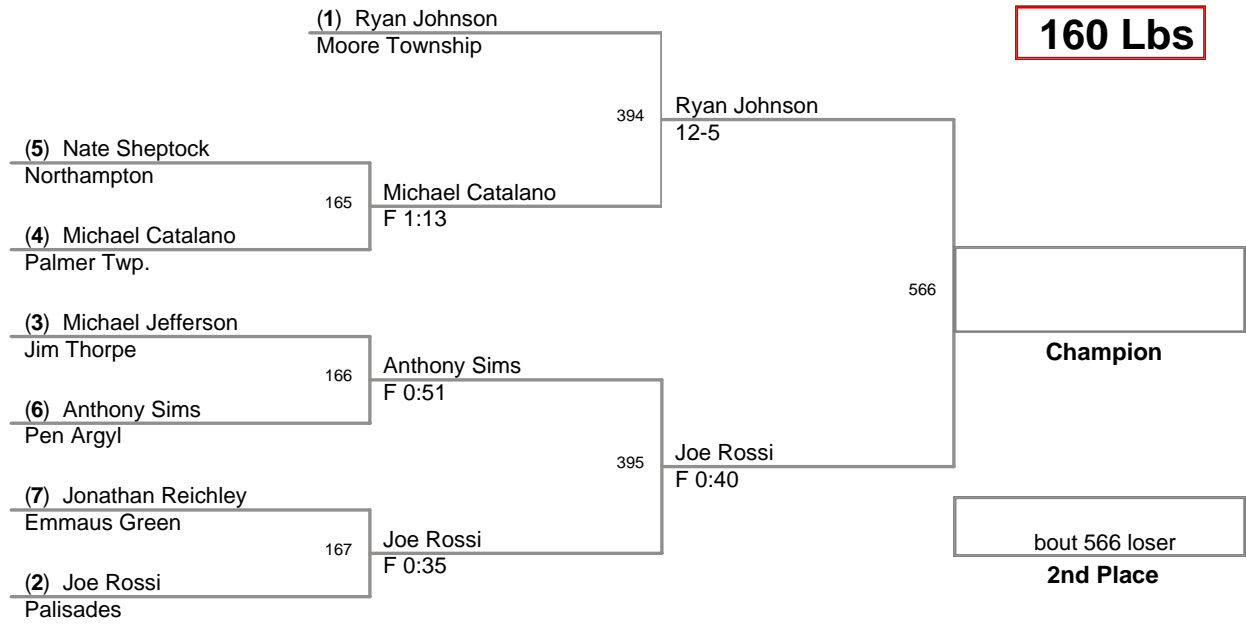 (1) Ryan Johnson
Moore Township
160 Lbs
394
Ryan Johnson
12-5
(5) Nate Sheptock
Northampton
165
Michael Catalano
F 1:13
(4) Michael Catalano
Palmer Twp.
566
(3) Michael Jefferson
Jim Thorpe
Champion
166
Anthony Sims
F 0:51
(6) Anthony Sims
Pen Argyl
395
Joe Rossi
F 0:40
(7) Jonathan Reichley
Emmaus Green
167
Joe Rossi
F 0:35
bout 566 loser
2nd Place
(2) Joe Rossi
Palisades